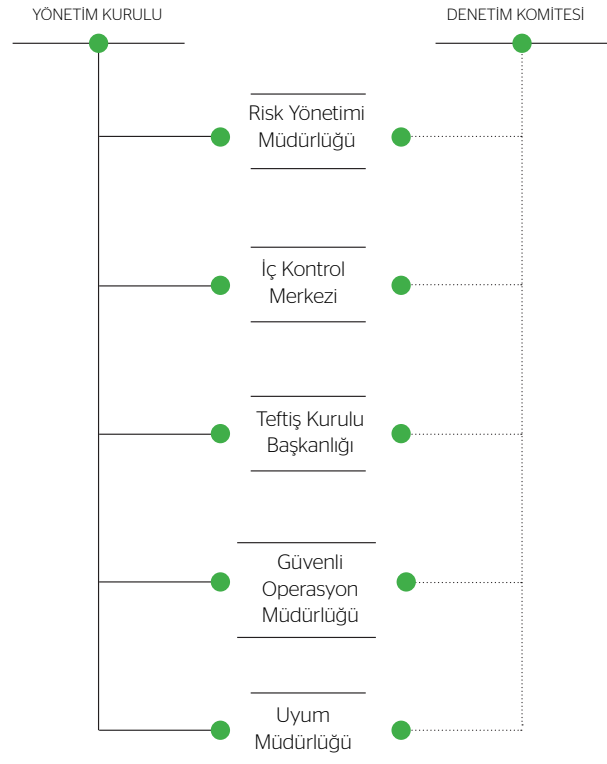 YÖNETİM KURULU
DENETİM KOMİTESİ
Risk Yönetimi
Müdürlüğü
İç Kontrol
Merkezi
Teftiş Kurulu
Başkanlığı
Güvenli
Operasyon
Müdürlüğü
Uyum
Müdürlüğü